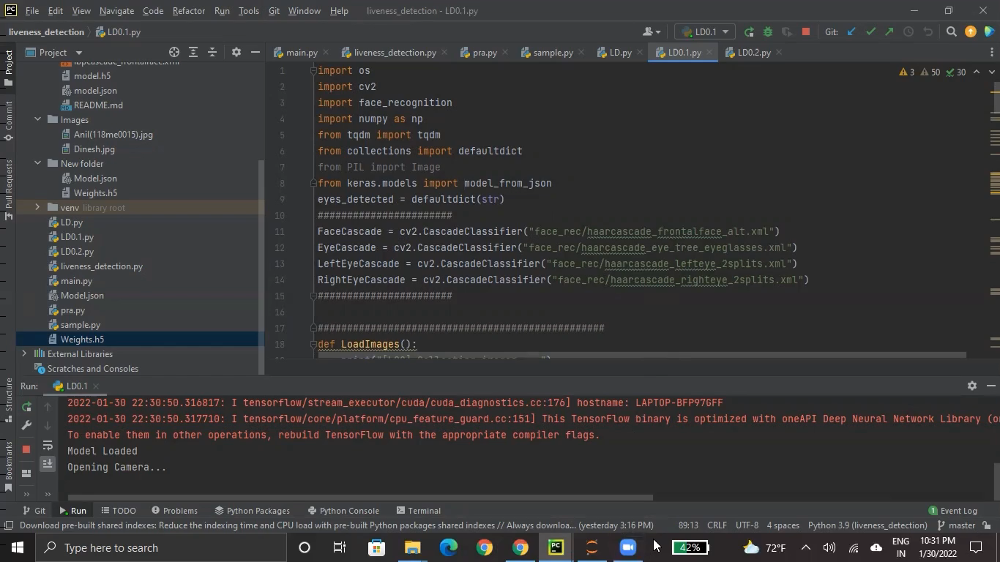 PC File Edit View Navigate Code Refactor Run Tools Git Window Help liveness_detection - LD0.1.py
liveness_detection LD0.1.py LD0.1 Git:
Project main.py liveness_detection.py pra.py sample.py LD.py LD0.1.py LD0.2.py
Project
Commit
Pull Requests
Structure
Bookmarks
lbpcascade_frontalface.xml
model.h5
model.json
README.md
Images
Anil(118me0015).jpg
Dinesh.jpg
New folder
Model.json
Weights.h5
venv library root
LD.py
LD0.1.py
LD0.2.py
liveness_detection.py
main.py
Model.json
pra.py
sample.py
Weights.h5
External Libraries
Scratches and Consoles
3 50 30
1 import os
2 import cv2
3 import face_recognition
4 import numpy as np
5 from tqdm import tqdm
6 from collections import defaultdict
7 from PIL import Image
8 from keras.models import model_from_json
9 eyes_detected = defaultdict(str)
10 #######################
11 FaceCascade = cv2.CascadeClassifier("face_rec/haarcascade_frontalface_alt.xml")
12 EyeCascade = cv2.CascadeClassifier("face_rec/haarcascade_eye_tree_eyeglasses.xml")
13 LeftEyeCascade = cv2.CascadeClassifier("face_rec/haarcascade_lefteye_2splits.xml")
14 RightEyeCascade = cv2.CascadeClassifier("face_rec/haarcascade_righteye_2splits.xml")
15 #######################
16
17 #################################################
18 def LoadImages():
Run: LD0.1
2022-01-30 22:30:50.316817: I tensorflow/stream_executor/cuda/cuda_diagnostics.cc:176] hostname: LAPTOP-BFP97GFF
2022-01-30 22:30:50.317710: I tensorflow/core/platform/cpu_feature_guard.cc:151] This TensorFlow binary is optimized with oneAPI Deep Neural Network Library (o
To enable them in other operations, rebuild TensorFlow with the appropriate compiler flags.
Model Loaded
Opening Camera...
Git Run TODO Problems Python Packages Python Console Terminal 1 Event Log
Download pre-built shared indexes: Reduce the indexing time and CPU load with pre-built Python packages shared indexes // Always downloa... (yesterday 3:16 PM) 89:13 CRLF UTF-8 4 spaces Python 3.9 (liveness_detection) master
Type here to search PC 42% 72°F ENG IN 10:31 PM 1/30/2022